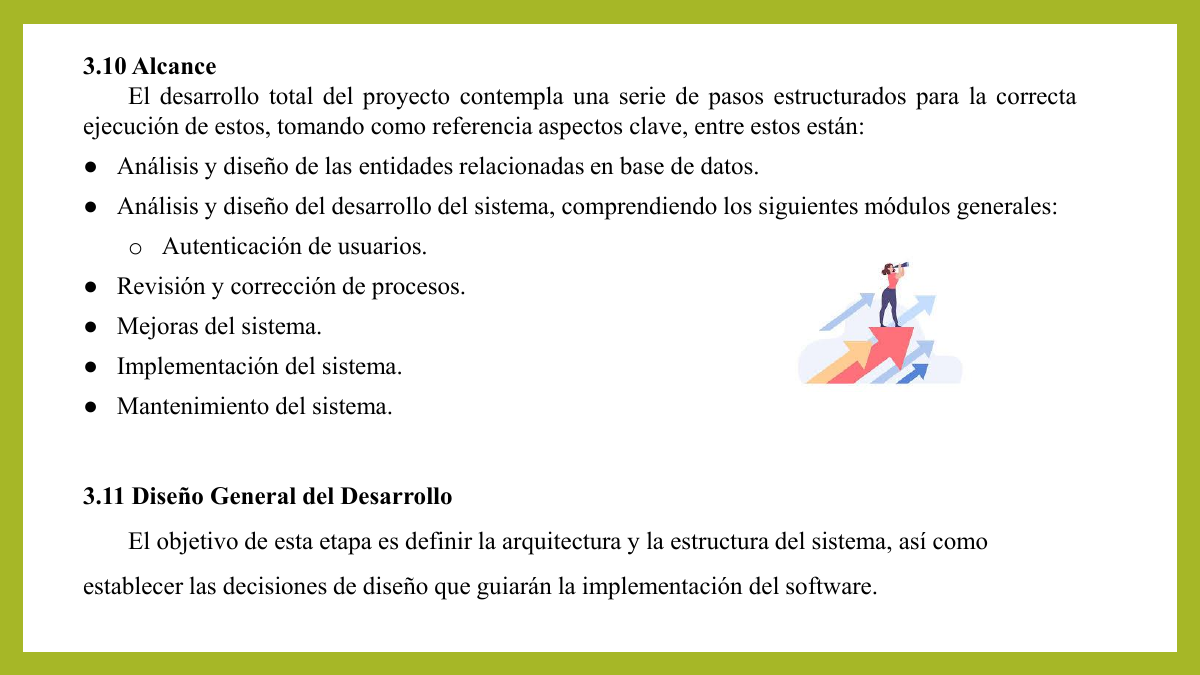 3.10 Alcance
El desarrollo total del proyecto contempla una serie de pasos estructurados para la correcta
ejecución de estos, tomando como referencia aspectos clave, entre estos están:
● Análisis y diseño de las entidades relacionadas en base de datos.
● Análisis y diseño del desarrollo del sistema, comprendiendo los siguientes módulos generales:
o Autenticación de usuarios.
● Revisión y corrección de procesos.
● Mejoras del sistema.
● Implementación del sistema.
● Mantenimiento del sistema.
3.11 Diseño General del Desarrollo
El objetivo de esta etapa es definir la arquitectura y la estructura del sistema, así como
establecer las decisiones de diseño que guiarán la implementación del software.